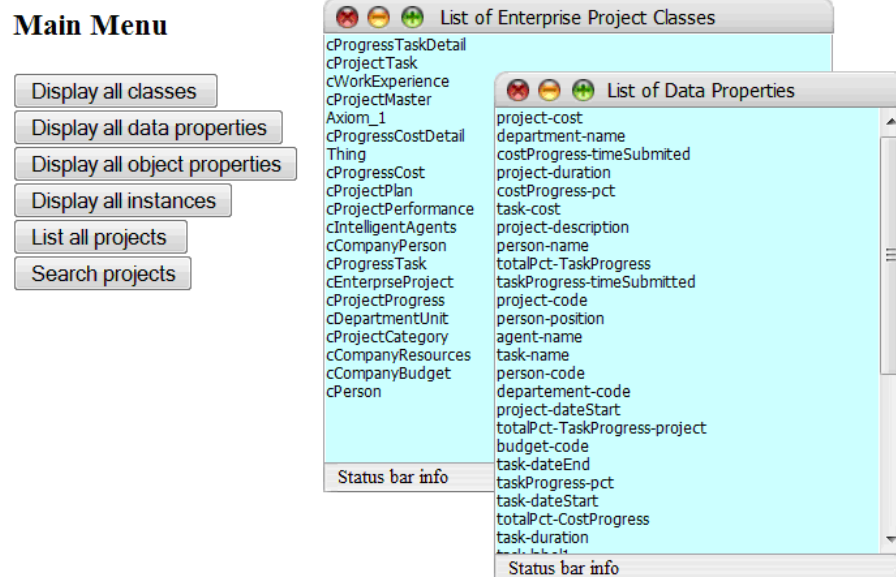 Main Menu
Display all classes
Display all data properties
Display all object properties
Display all instances
List all projects
Search projects
List of Enterprise Project Classes
cProgressTaskDetail
cProjectTask
cWorkExperience
cProjectMaster
Axiom_1
cProgressCostDetail
Thing
cProgressCost
cProjectPlan
cProjectPerformance
cIntelligentAgents
cCompanyPerson
cProgressTask
cEnterprseProject
cProjectProgress
cDepartmentUnit
cProjectCategory
cCompanyResources
cCompanyBudget
cPerson
Status bar info
List of Data Properties
project-cost
department-name
costProgress-timeSubmited
project-duration
costProgress-pct
task-cost
project-description
person-name
totalPct-TaskProgress
taskProgress-timeSubmitted
project-code
person-position
agent-name
task-name
person-code
departement-code
project-dateStart
totalPct-TaskProgress-project
budget-code
task-dateEnd
taskProgress-pct
task-dateStart
totalPct-CostProgress
task-duration
Status bar info